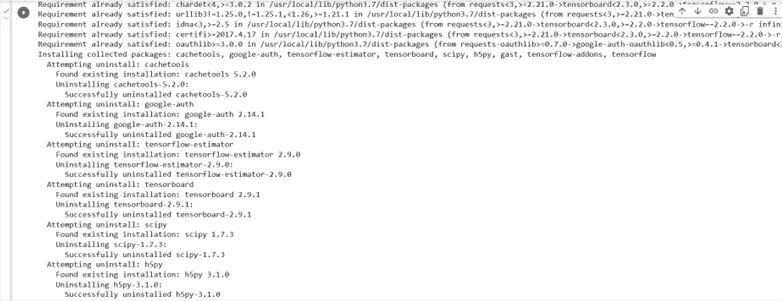 Requirement already satisfied: chardet<4,>=3.0.2 in /usr/local/lib/python3.7/dist-packages (from requests<3,>=2.21.0->tensorboard<2.3.0,>=2.2.0
Requirement already satisfied: urllib3!=1.25.0,!=1.25.1,<1.26,>=1.21.1 in /usr/local/lib/python3.7/dist-packages (from requests<3,>=2.21.0->te
Requirement already satisfied: idna<3,>=2.5 in /usr/local/lib/python3.7/dist-packages (from requests<3,>=2.21.0->tensorboard<2.3.0,>=2.2.0->tensorflow==2.2.0->-r infin
Requirement already satisfied: certifi>=2017.4.17 in /usr/local/lib/python3.7/dist-packages (from requests<3,>=2.21.0->tensorboard<2.3.0,>=2.2.0->tensorflow==2.2.0->-r
Requirement already satisfied: oauthlib>=3.0.0 in /usr/local/lib/python3.7/dist-packages (from requests-oauthlib>=0.7.0->google-auth-oauthlib<0.5,>=0.4.1->tensorboard<2
Installing collected packages: cachetools, google-auth, tensorflow-estimator, tensorboard, scipy, h5py, gast, tensorflow-addons, tensorflow
Attempting uninstall: cachetools
Found existing installation: cachetools 5.2.0
Uninstalling cachetools-5.2.0:
Successfully uninstalled cachetools-5.2.0
Attempting uninstall: google-auth
Found existing installation: google-auth 2.14.1
Uninstalling google-auth-2.14.1:
Successfully uninstalled google-auth-2.14.1
Attempting uninstall: tensorflow-estimator
Found existing installation: tensorflow-estimator 2.9.0
Uninstalling tensorflow-estimator-2.9.0:
Successfully uninstalled tensorflow-estimator-2.9.0
Attempting uninstall: tensorboard
Found existing installation: tensorboard 2.9.1
Uninstalling tensorboard-2.9.1:
Successfully uninstalled tensorboard-2.9.1
Attempting uninstall: scipy
Found existing installation: scipy 1.7.3
Uninstalling scipy-1.7.3:
Successfully uninstalled scipy-1.7.3
Attempting uninstall: h5py
Found existing installation: h5py 3.1.0
Uninstalling h5py-3.1.0:
Successfully uninstalled h5py-3.1.0